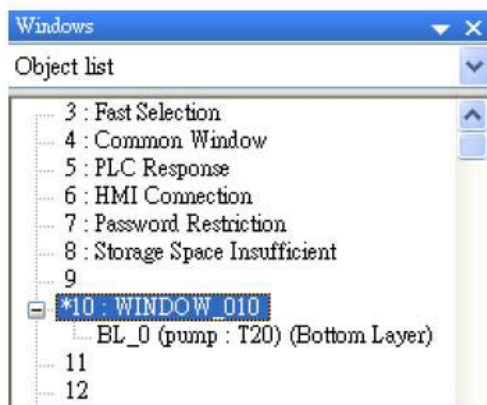 Windows
Object list
3 : Fast Selection
4 : Common Window
5 : PLC Response
6 : HMI Connection
7 : Password Restriction
8 : Storage Space Insufficient
9
*10 : WINDOW_010
BL_0 (pump : T20) (Bottom Layer)
11
12